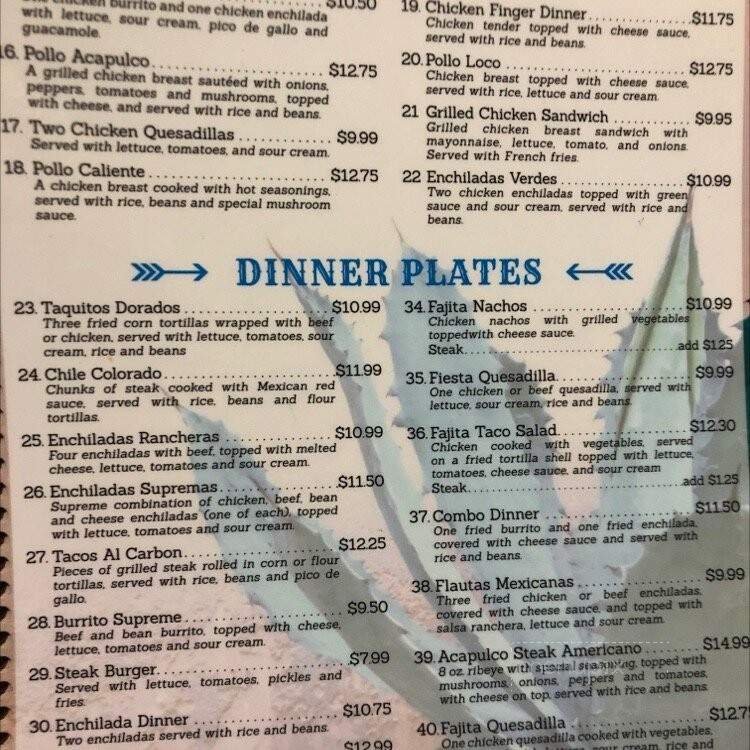 chicken burrito and one chicken enchilada
with lettuce, sour cream, pico de gallo and
guacamole.
$10.50
16. Pollo Acapulco $12.75
A grilled chicken breast sautéed with onions,
peppers, tomatoes and mushrooms, topped
with cheese, and served with rice and beans.
17. Two Chicken Quesadillas $9.99
Served with lettuce, tomatoes, and sour cream.
18. Pollo Caliente $12.75
A chicken breast cooked with hot seasonings,
served with rice, beans and special mushroom
sauce.
19. Chicken Finger Dinner $11.75
Chicken tender topped with cheese sauce,
served with rice and beans.
20. Pollo Loco $12.75
Chicken breast topped with cheese sauce,
served with rice, lettuce and sour cream.
21 Grilled Chicken Sandwich $9.95
Grilled chicken breast sandwich with
mayonnaise, lettuce, tomato, and onions.
Served with French fries.
22 Enchiladas Verdes $10.99
Two chicken enchiladas topped with green
sauce and sour cream, served with rice and
beans.
DINNER PLATES
23. Taquitos Dorados $10.99
Three fried corn tortillas wrapped with beef
or chicken, served with lettuce, tomatoes, sour
cream, rice and beans
24. Chile Colorado $11.99
Chunks of steak cooked with Mexican red
sauce, served with rice, beans and flour
tortillas.
25. Enchiladas Rancheras $10.99
Four enchiladas with beef, topped with melted
cheese, lettuce, tomatoes and sour cream.
26. Enchiladas Supremas $11.50
Supreme combination of chicken, beef, bean
and cheese enchiladas (one of each), topped
with lettuce, tomatoes and sour cream.
27. Tacos Al Carbon $12.25
Pieces of grilled steak rolled in corn or flour
tortillas, served with rice, beans and pico de
gallo.
28. Burrito Supreme $9.50
Beef and bean burrito, topped with cheese,
lettuce, tomatoes and sour cream.
29. Steak Burger $7.99
Served with lettuce, tomatoes, pickles and
fries.
30. Enchilada Dinner $10.75
Two enchiladas served with rice and beans.
$12.99
34. Fajita Nachos $10.99
Chicken nachos with grilled vegetables
toppedwith cheese sauce.
Steak add $1.25
35. Fiesta Quesadilla $9.99
One chicken or beef quesadilla, served with
lettuce, sour cream, rice and beans.
36. Fajita Taco Salad $12.30
Chicken cooked with vegetables, served
on a fried tortilla shell topped with lettuce,
tomatoes, cheese sauce, and sour cream
Steak add $1.25
37. Combo Dinner $11.50
One fried burrito and one fried enchilada,
covered with cheese sauce and served with
rice and beans.
38. Flautas Mexicanas $9.99
Three fried chicken or beef enchiladas,
covered with cheese sauce, and topped with
salsa ranchera, lettuce and sour cream
39. Acapulco Steak Americano $14.99
8 oz. ribeye with special seasoning, topped with
mushrooms, onions, peppers and tomatoes,
with cheese on top, served with rice and beans.
40. Fajita Quesadilla $12.7
One chicken quesadilla cooked with vegetables,
sour cream, rice and